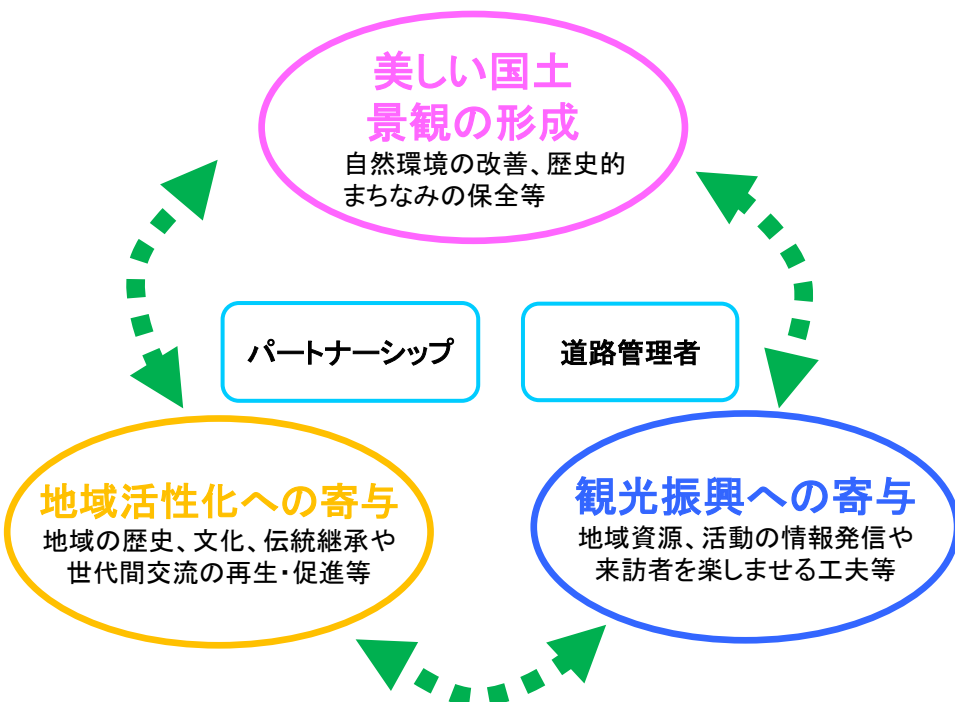 美しい国土
景観の形成
自然環境の改善、歴史的
まちなみの保全等
パートナーシップ
道路管理者
地域活性化への寄与
地域の歴史、文化、伝統継承や
世代間交流の再生・促進等
観光振興への寄与
地域資源、活動の情報発信や
来訪者を楽しませる工夫等